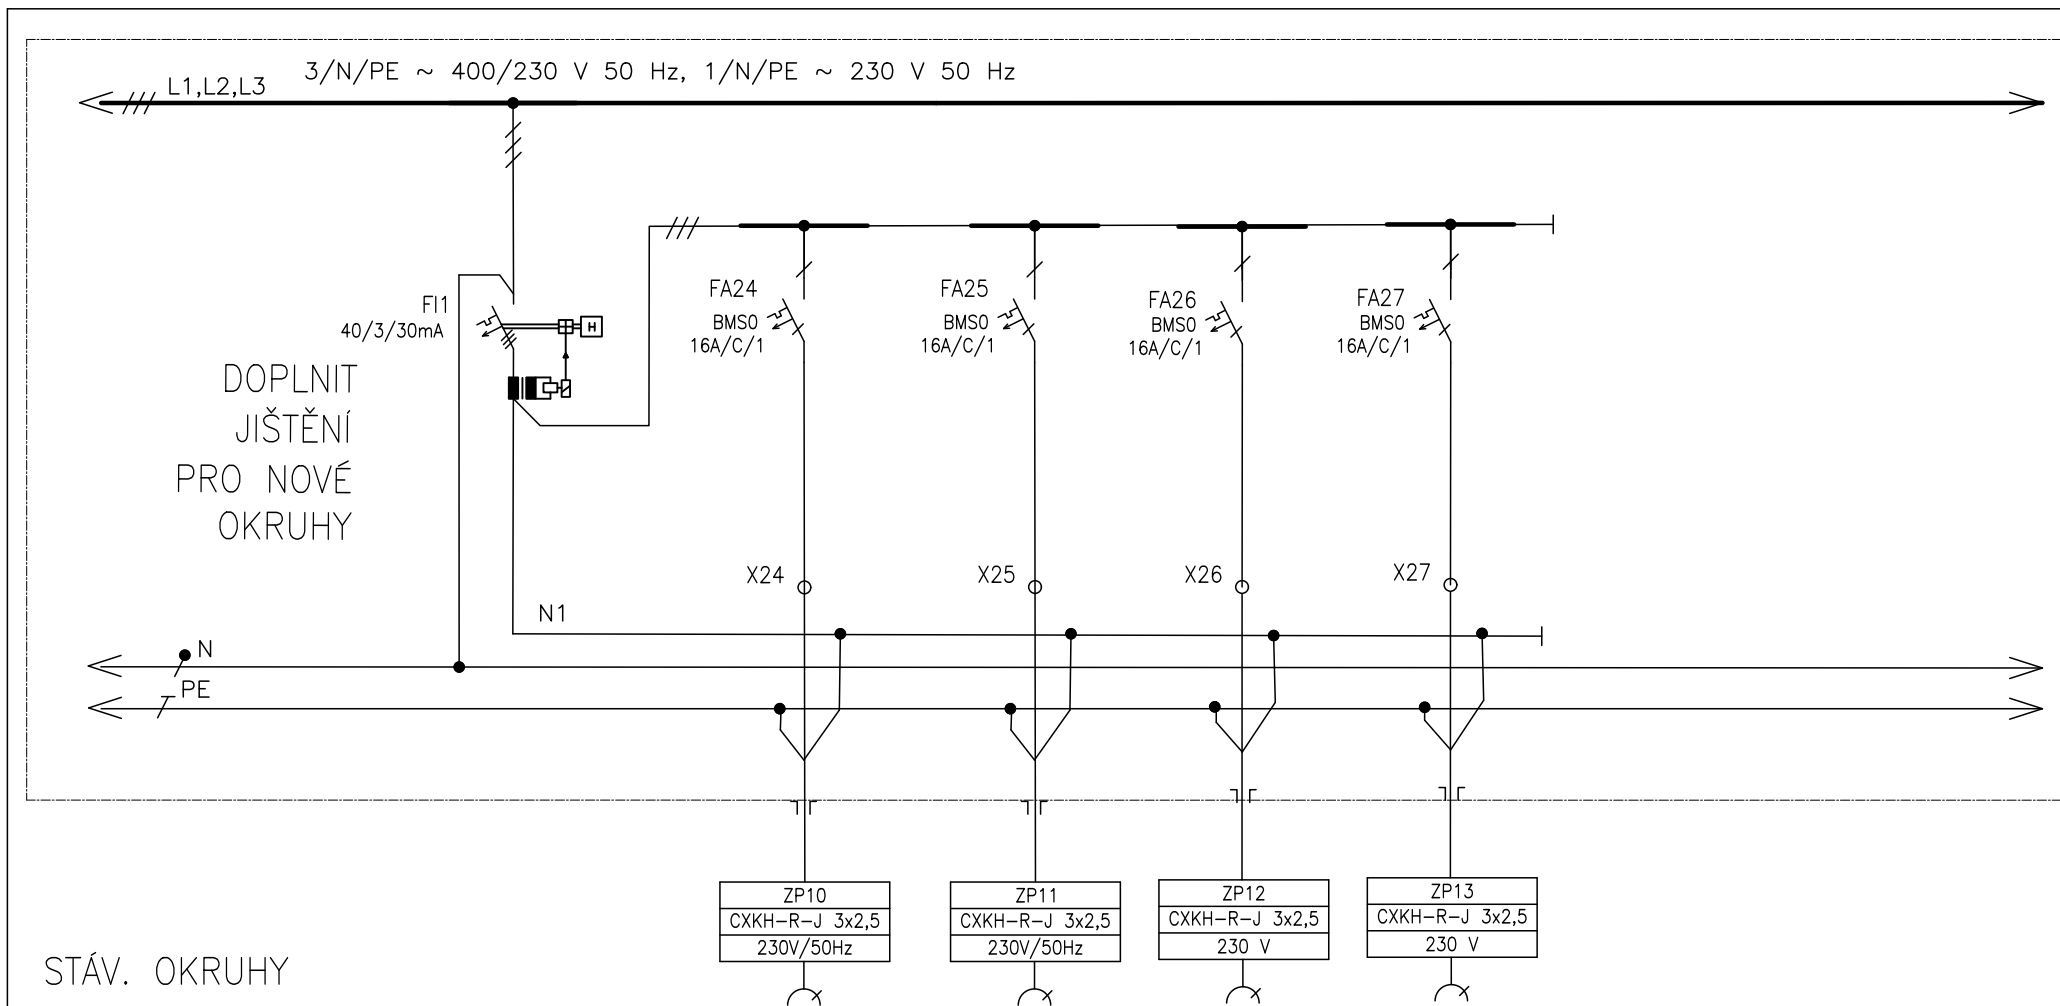 3/N/PE ~ 400/230 V 50 Hz, 1/N/PE ~ 230 V 50 Hz
L1,L2,L3
FI1
40/3/30mA
H
FA24
BMS0
16A/C/1
FA25
BMS0
16A/C/1
FA26
BMS0
16A/C/1
FA27
BMS0
16A/C/1
DOPLNIT
JIŠTĚNÍ
PRO NOVÉ
OKRUHY
X24
X25
X26
X27
N1
N
PE
ZP10
CXKH-R-J 3x2,5
230V/50Hz
ZP11
CXKH-R-J 3x2,5
230V/50Hz
ZP12
CXKH-R-J 3x2,5
230 V
ZP13
CXKH-R-J 3x2,5
230 V
STÁV. OKRUHY